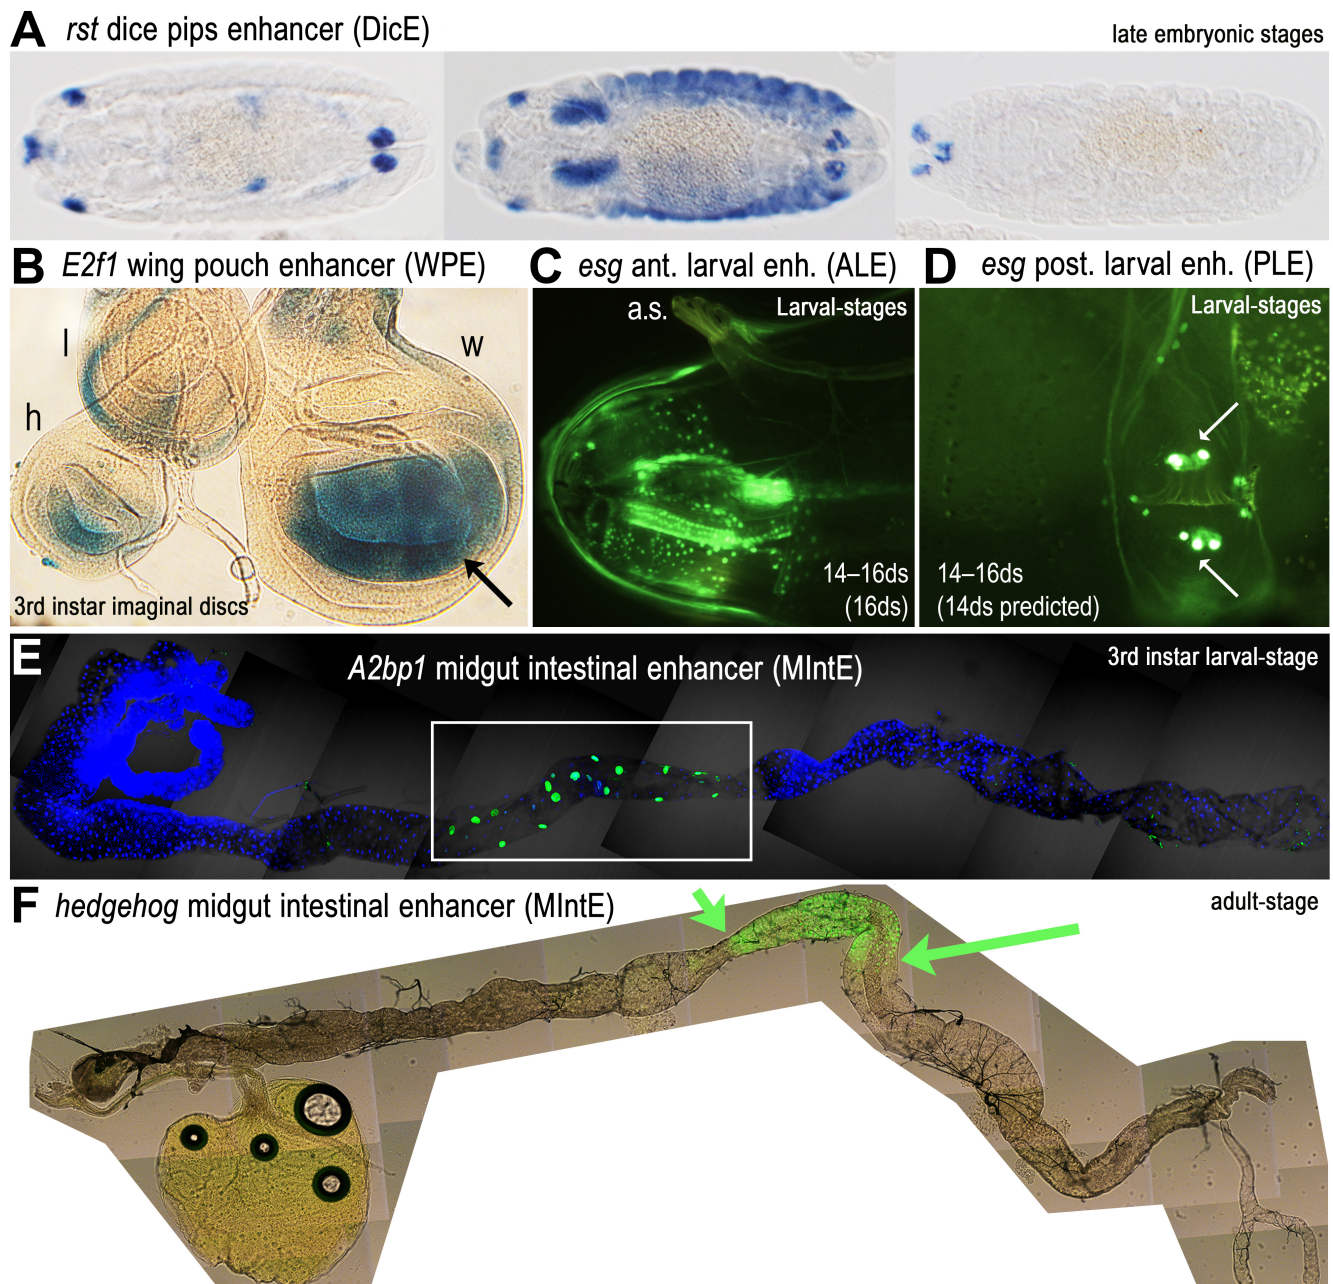 A rst dice pips enhancer (DicE)
late embryonic stages
B E2f1 wing pouch enhancer (WPE)
l
w
h
3rd instar imaginal discs
C esg ant. larval enh. (ALE)
a.s.
Larval-stages
14–16ds
(16ds)
D esg post. larval enh. (PLE)
Larval-stages
14–16ds
(14ds predicted)
E A2bp1 midgut intestinal enhancer (MIntE)
3rd instar larval-stage
F hedgehog midgut intestinal enhancer (MIntE)
adult-stage